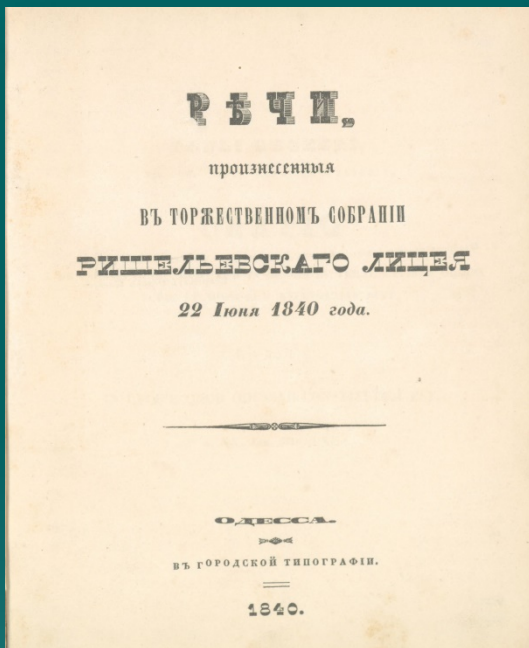 РѢЧИ,
произнесенныя
ВЪ ТОРЖЕСТВЕННОМЪ СОБРАНІИ
РИШЕЛЬЕВСКАГО ЛИЦЕЯ
22 Іюня 1840 года.
ОДЕССА.
ВЪ ГОРОДСКОЙ ТИПОГРАФІИ.
1840.